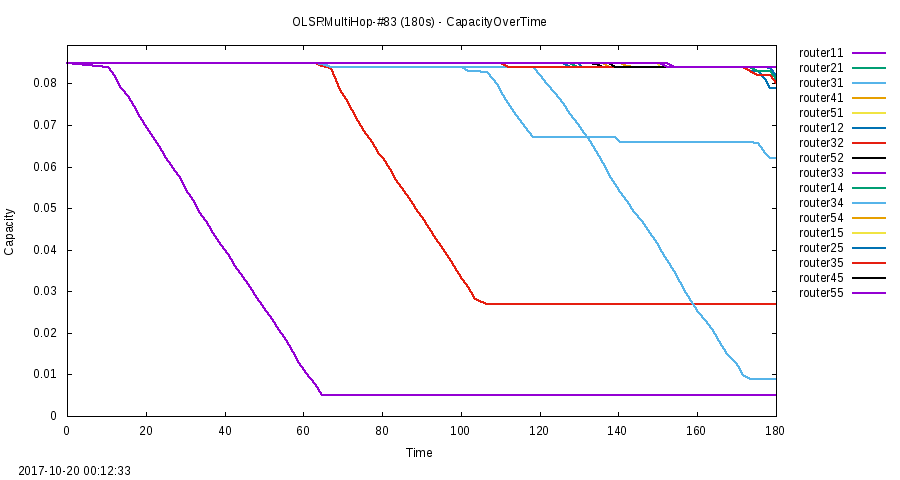 OLSRMultiHop-#83 (180s) - CapacityOverTime
router11
router21
router31
router41
router51
router12
router32
router52
router33
router14
router34
router54
router15
router25
router35
router45
router55
0.08
0.07
0.06
0.05
0.04
0.03
0.02
0.01
0
Capacity
0 20 40 60 80 100 120 140 160 180
Time
2017-10-20 00:12:33